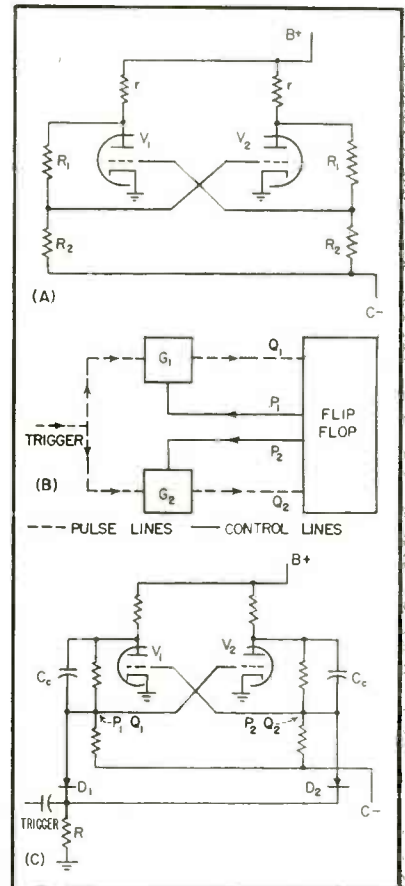 B+
r
r
V1
V2
R1
R1
R2
R2
(A)
C-
G1
Q1
P1
FLIP
FLOP
TRIGGER
P2
(B)
G2
Q2
--- PULSE LINES — CONTROL LINES
B+
V1
V2
Cc
Cc
P1 Q1
P2 Q2
D1
D2
TRIGGER
R
C-
(C)